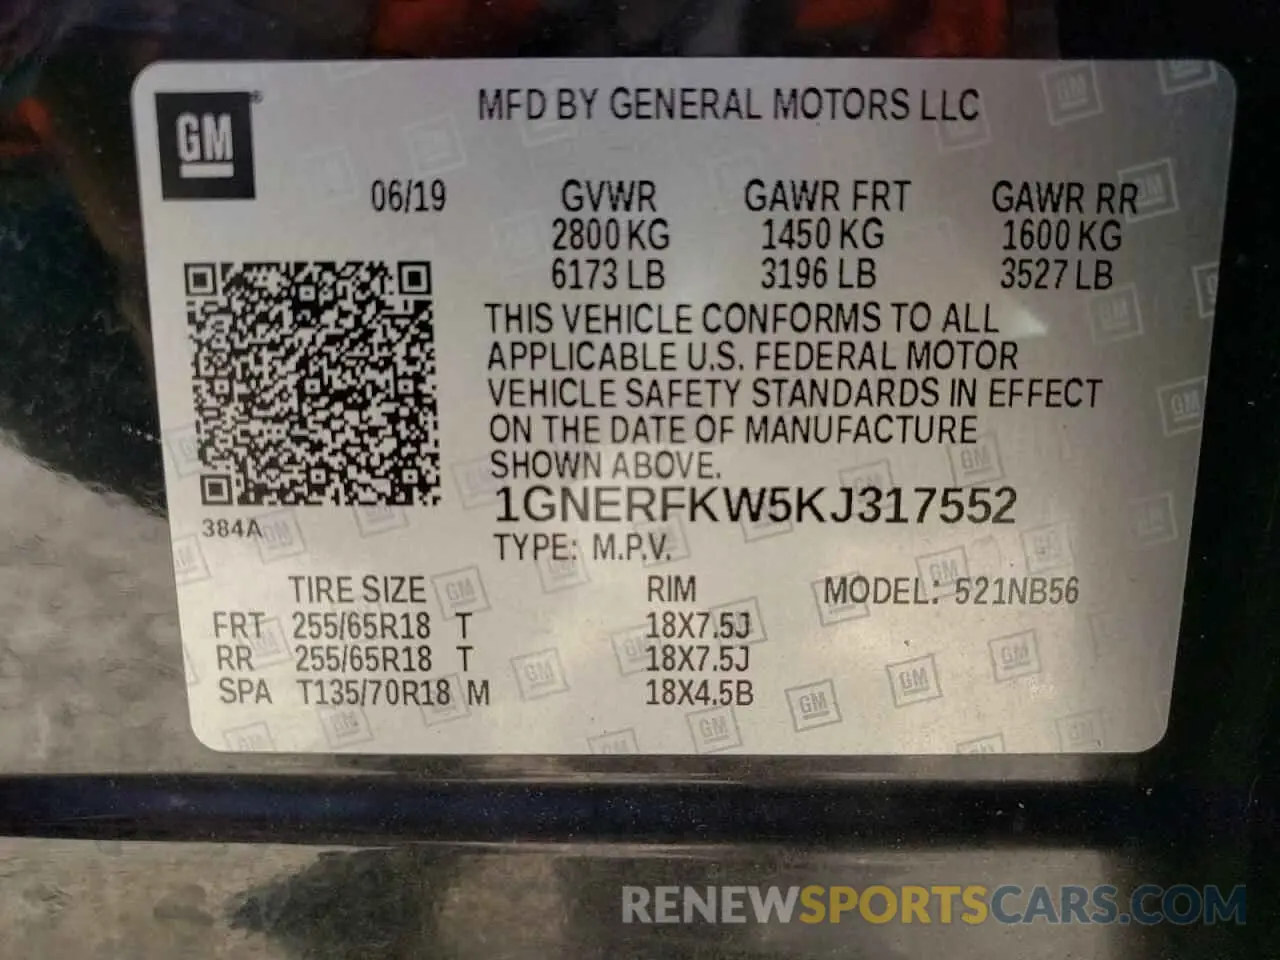 GM®
MFD BY GENERAL MOTORS LLC
06/19 GVWR GAWR FRT GAWR RR
2800 KG 1450 KG 1600 KG
6173 LB 3196 LB 3527 LB
THIS VEHICLE CONFORMS TO ALL
APPLICABLE U.S. FEDERAL MOTOR
VEHICLE SAFETY STANDARDS IN EFFECT
ON THE DATE OF MANUFACTURE
SHOWN ABOVE.
1GNERFKW5KJ317552
384A
TYPE: M.P.V.
TIRE SIZE RIM MODEL: 521NB56
FRT 255/65R18 T 18X7.5J
RR 255/65R18 T 18X7.5J
SPA T135/70R18 M 18X4.5B
RENEWSPORTSCARS.COM